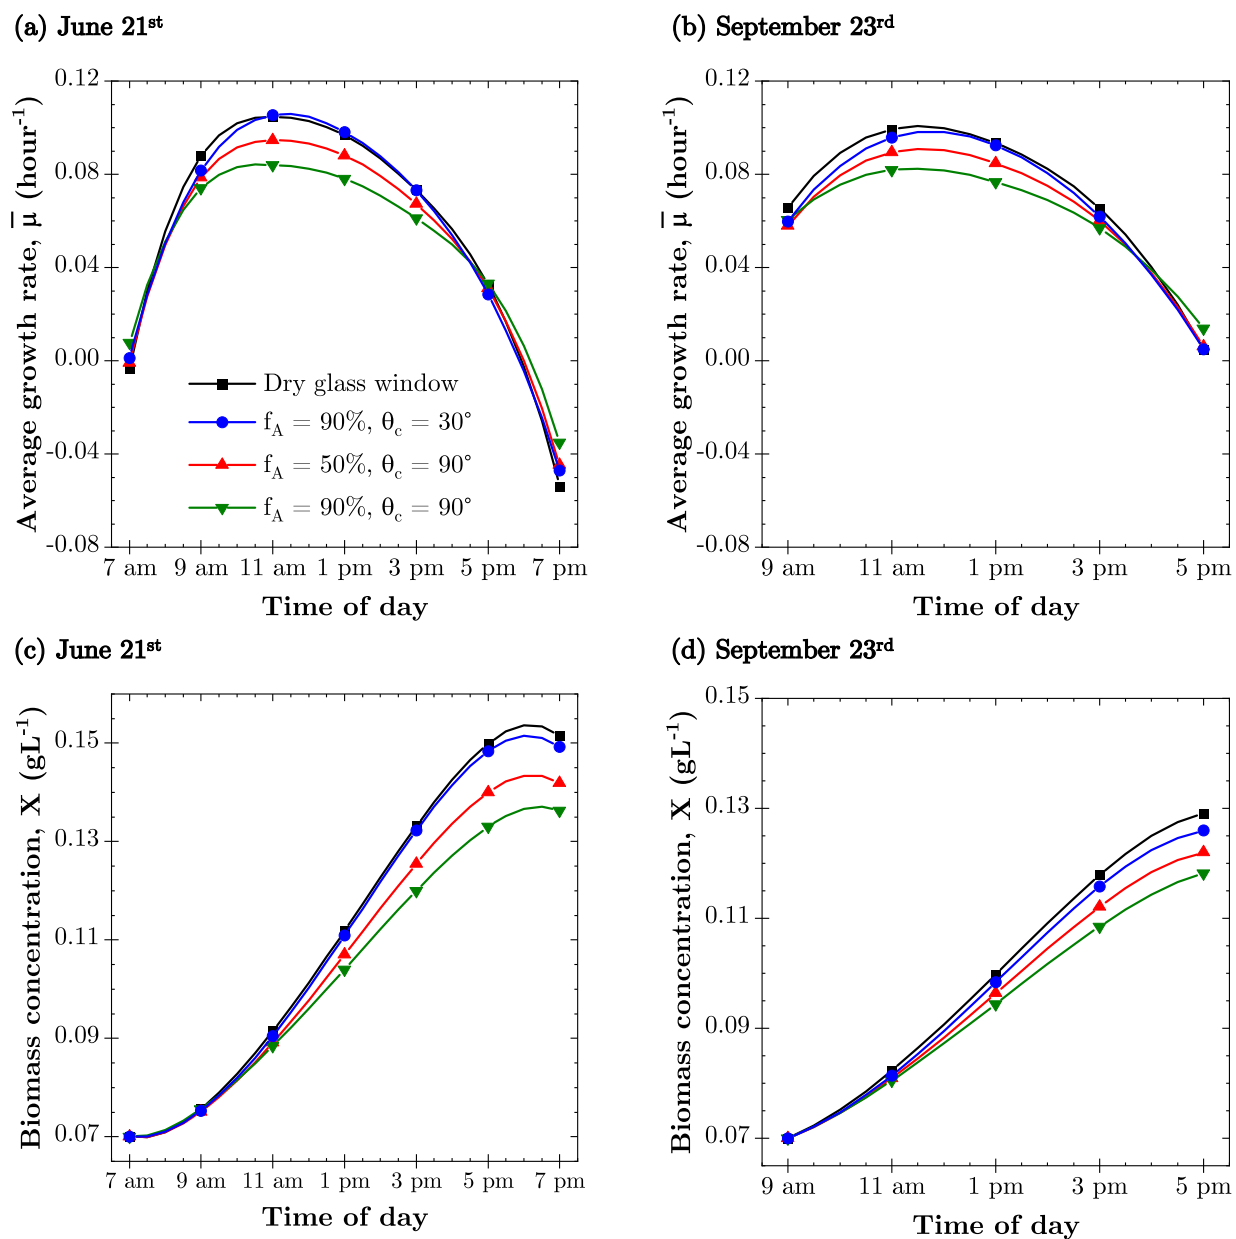 (a) June 21st
0.12
0.08
0.04
0.00
-0.04
-0.08
Average growth rate, μ̅ (hour⁻¹)
Dry glass window
f_A = 90%, θ_c = 30°
f_A = 50%, θ_c = 90°
f_A = 90%, θ_c = 90°
7 am 9 am 11 am 1 pm 3 pm 5 pm 7 pm
Time of day
(b) September 23rd
0.12
0.08
0.04
0.00
-0.04
-0.08
Average growth rate, μ̅ (hour⁻¹)
9 am 11 am 1 pm 3 pm 5 pm
Time of day
(c) June 21st
0.15
0.13
0.11
0.09
0.07
Biomass concentration, X (gL⁻¹)
7 am 9 am 11 am 1 pm 3 pm 5 pm 7 pm
Time of day
(d) September 23rd
0.15
0.13
0.11
0.09
0.07
Biomass concentration, X (gL⁻¹)
9 am 11 am 1 pm 3 pm 5 pm
Time of day